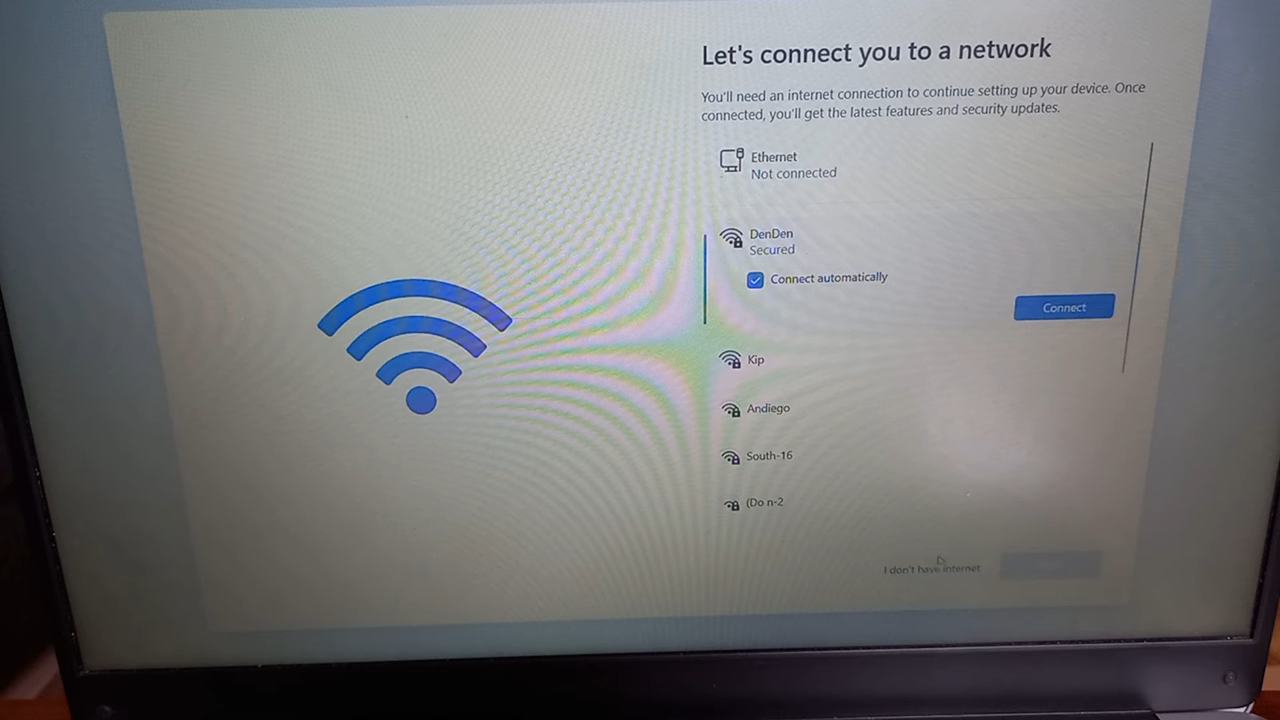 Let's connect you to a network
You'll need an internet connection to continue setting up your device. Once
connected, you'll get the latest features and security updates.
Ethernet
Not connected
DenDen
Secured
Connect automatically
Connect
Kip
Andiego
South-16
(Do n-2
I don't have internet